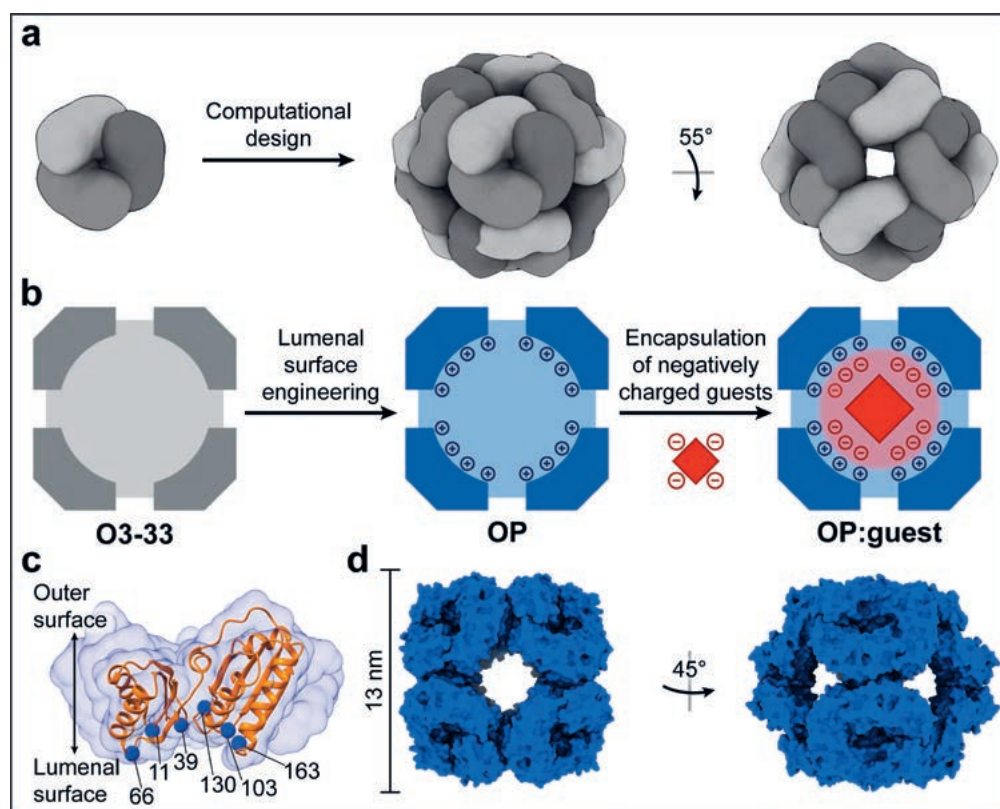 a
Computational
design
55°
b
Lumenal
surface
engineering
Encapsulation
of negatively
charged guests
O3-33
OP
OP:guest
c
Outer
surface
Lumenal
surface
66
11
39
130
103
163
d
13 nm
45°